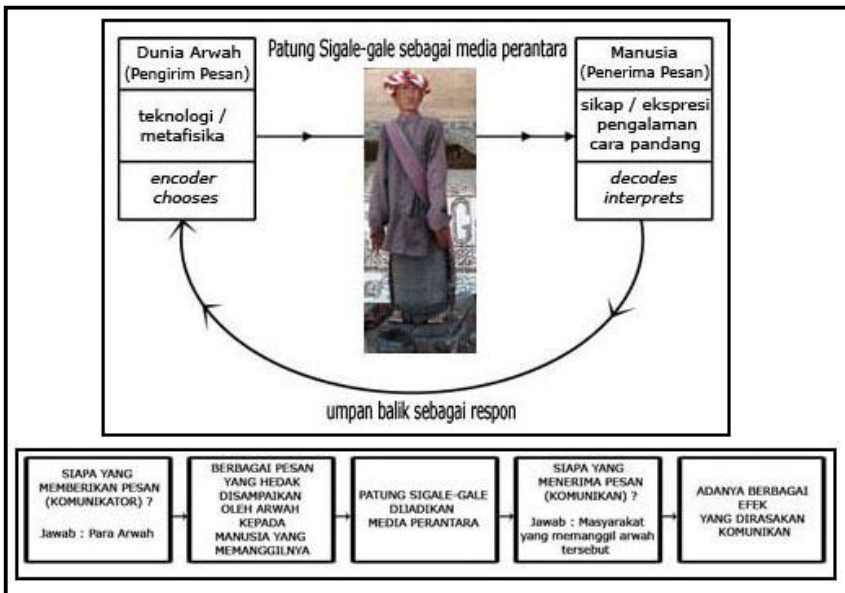 Dunia Arwah
(Pengirim Pesan)
teknologi /
metafisika
encoder
chooses
Patung Sigale-gale sebagai media perantara
Manusia
(Penerima Pesan)
sikap / ekspresi
pengalaman
cara pandang
decodes
interprets
umpan balik sebagai respon
SIAPA YANG
MEMBERIKAN PESAN
(KOMUNIKATOR) ?
Jawab : Para Arwah
BERBAGAI PESAN
YANG HEDAK
DISAMPAIKAN
OLEH ARWAH
KEPADA
MANUSIA YANG
MEMANGGILNYA
PATUNG SIGALE-GALE
DIJADIKAN
MEDIA PERANTARA
SIAPA YANG
MENERIMA PESAN
(KOMUNIKAN) ?
Jawab : Masyarakat
yang memanggil arwah
tersebut
ADANYA BERBAGAI
EFEK
YANG DIRASAKAN
KOMUNIKAN